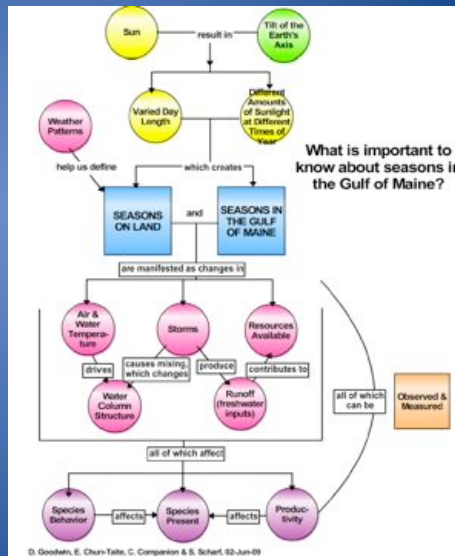 Sun
result in
Tilt of the
Earth's
Axis
Weather
Patterns
Varied Day
Length
Different
Amounts
of Sunlight
at Different
Times of
Year
What is important to
know about seasons in
the Gulf of Maine?
help us define
which creates
SEASONS
ON LAND
and
SEASONS IN
THE GULF
OF MAINE
are manifested as changes in
Air &
Water
Tempera-
ture
Storms
Resources
Available
drives
causes mixing,
which changes
produce
contributes to
Water
Column
Structure
Runoff
(freshwater
inputs)
all of which
can be
Observed &
Measured
all of which affect
Species
Behavior
affects
Species
Present
affects
Produc-
tivity
D. Goodwin, E. Churi-Taite, C. Companion & S. Scharf, 02-Jun-09